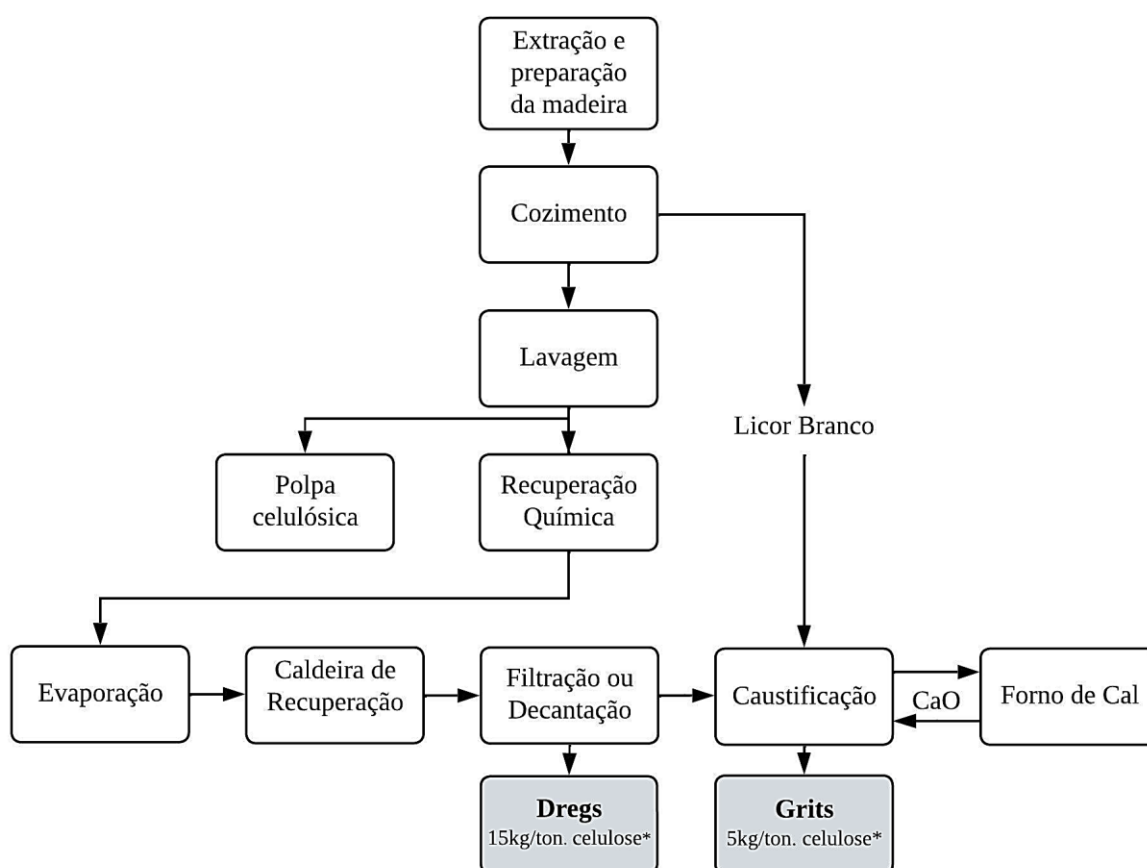 Extração e
preparação
da madeira
Cozimento
Lavagem
Licor Branco
Polpa
celulósica
Recuperação
Química
Evaporação
Caldeira de
Recuperação
Filtração ou
Decantação
Caustificação
CaO
Forno de Cal
Dregs
15kg/ton. celulose*
Grits
5kg/ton. celulose*